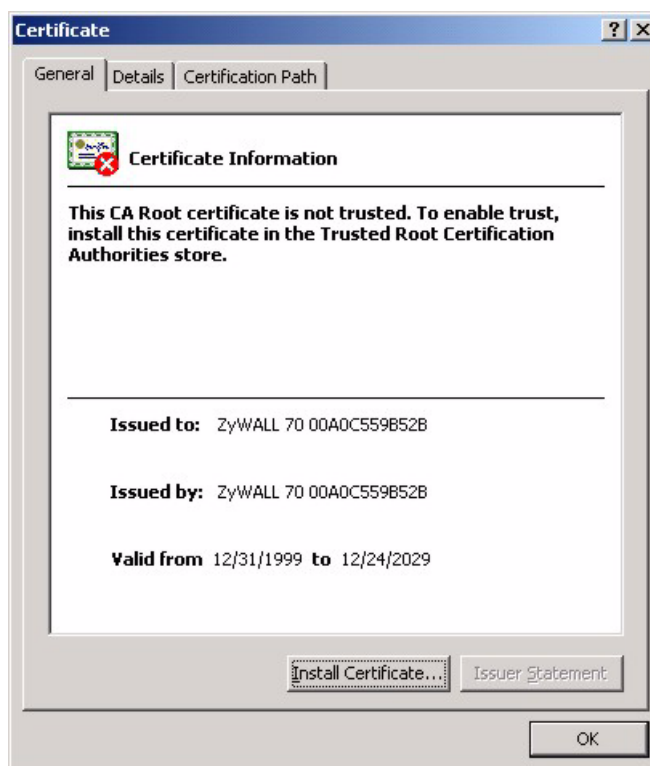 Certificate
General Details Certification Path
Certificate Information
This CA Root certificate is not trusted. To enable trust,
install this certificate in the Trusted Root Certification
Authorities store.
Issued to: ZyWALL 70 00A0C559B52B
Issued by: ZyWALL 70 00A0C559B52B
Valid from 12/31/1999 to 12/24/2029
Install Certificate... Issuer Statement
OK